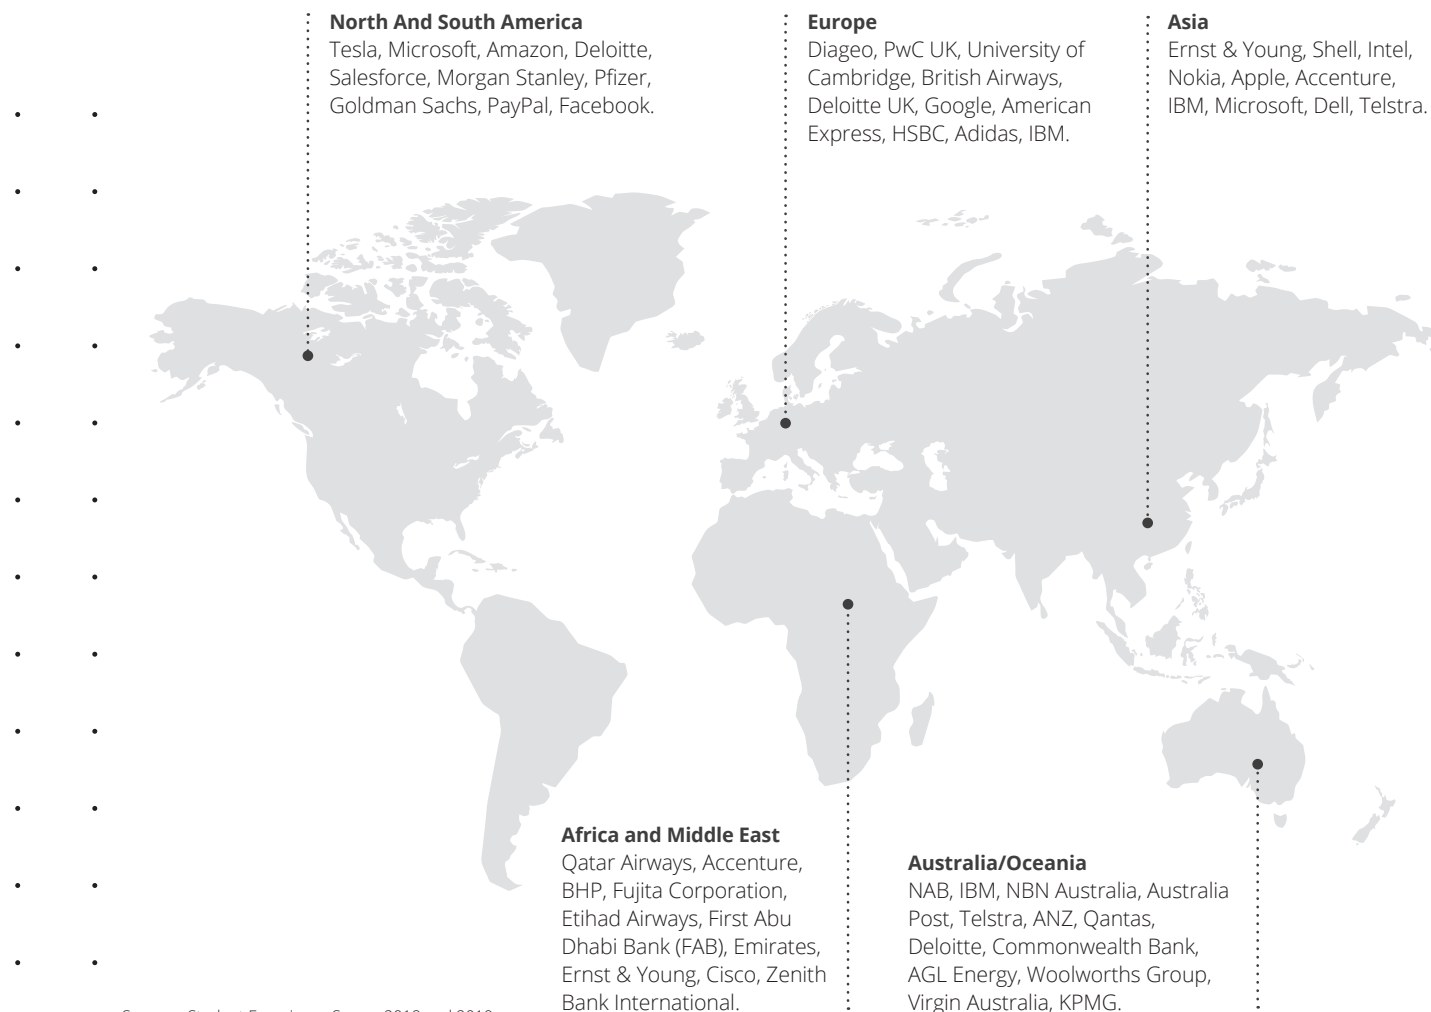 North And South America
Tesla, Microsoft, Amazon, Deloitte,
Salesforce, Morgan Stanley, Pfizer,
Goldman Sachs, PayPal, Facebook.
Europe
Diageo, PwC UK, University of
Cambridge, British Airways,
Deloitte UK, Google, American
Express, HSBC, Adidas, IBM.
Asia
Ernst & Young, Shell, Intel,
Nokia, Apple, Accenture,
IBM, Microsoft, Dell, Telstra.
Africa and Middle East
Qatar Airways, Accenture,
BHP, Fujita Corporation,
Etihad Airways, First Abu
Dhabi Bank (FAB), Emirates,
Ernst & Young, Cisco, Zenith
Bank International.
Australia/Oceania
NAB, IBM, NBN Australia, Australia
Post, Telstra, ANZ, Qantas,
Deloitte, Commonwealth Bank,
AGL Energy, Woolworths Group,
Virgin Australia, KPMG.